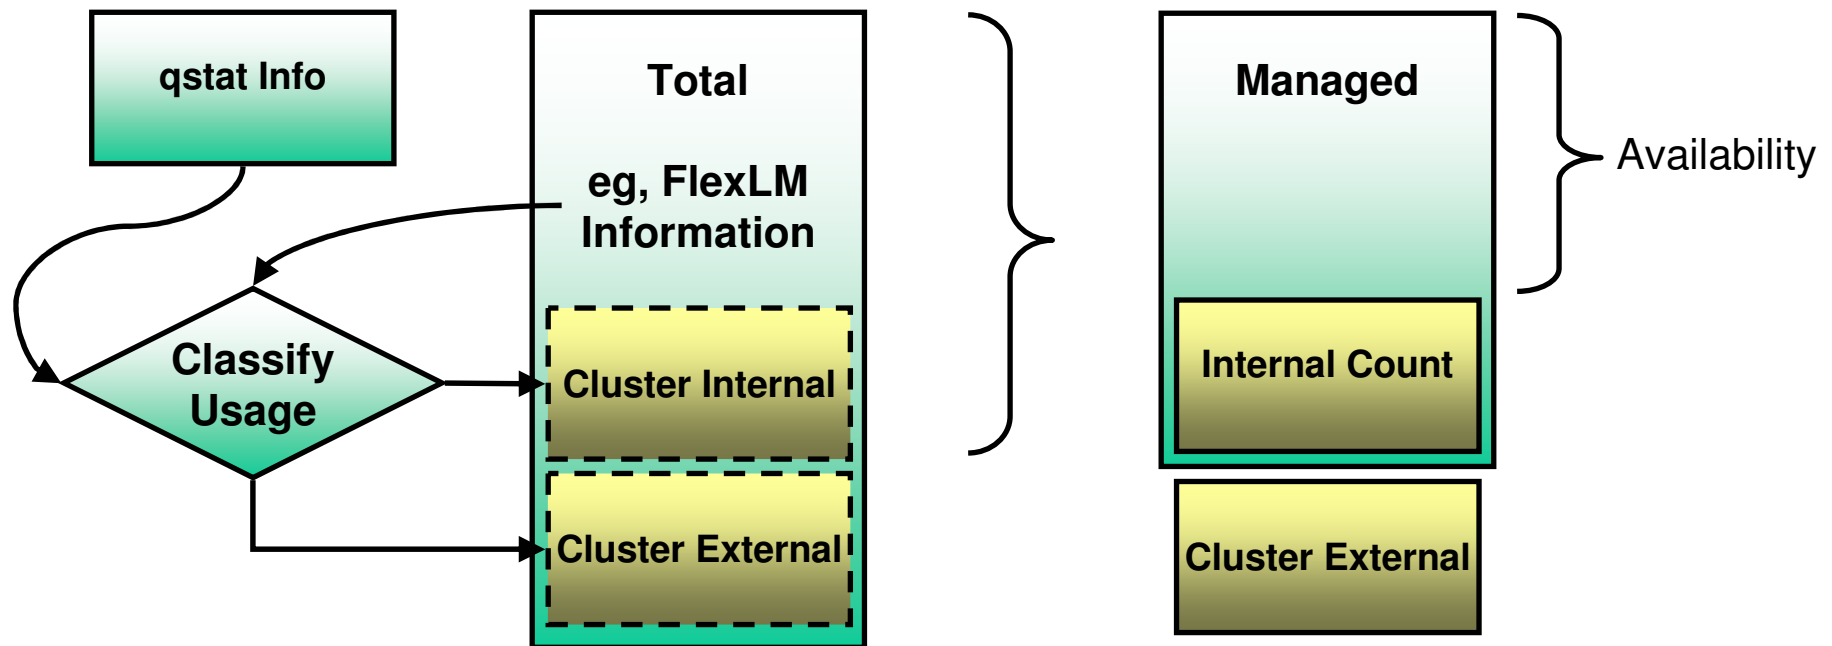 qstat Info
Total
eg, FlexLM
Information
Classify
Usage
Cluster Internal
Cluster External
Managed
Availability
Internal Count
Cluster External